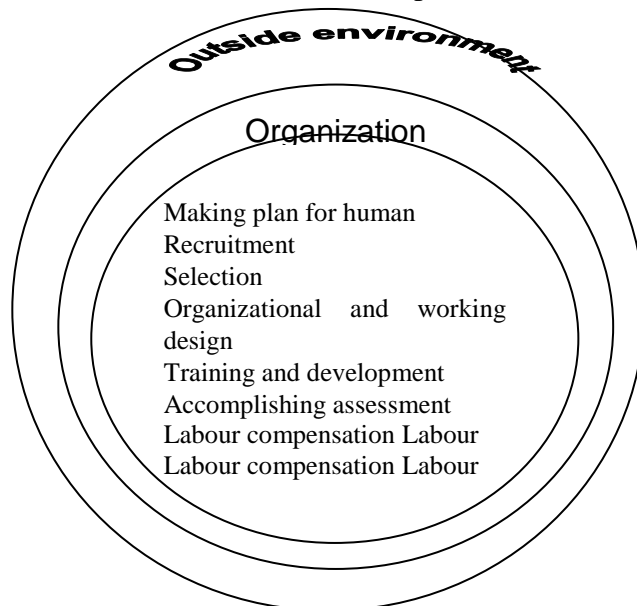 Outside environment
Organization
Making plan for human
Recruitment
Selection
Organizational and working
design
Training and development
Accomplishing assessment
Labour compensation Labour
Labour compensation Labour